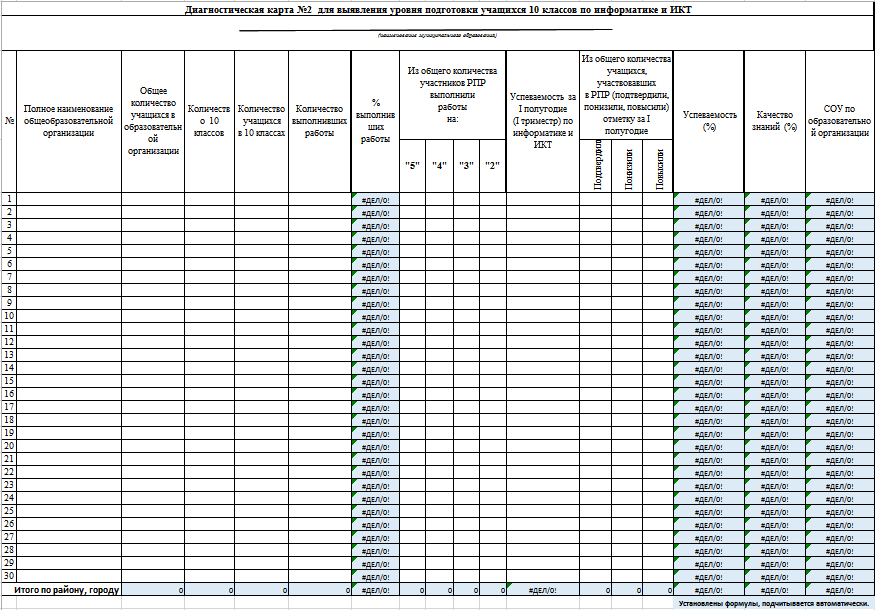 Диагностическая карта №2 для выявления уровня подготовки учащихся 10 классов по информатике и ИКТ
(наименование муниципального образования)
№
Полное наименование
общеобразовательной
организации
Общее
количество
учащихся в
образовательн
ой
организации
Количеств
о 10
классов
Количество
учащихся
в 10 классах
Количество
выполнивших
работы
%
выполнив
ших
работы
Из общего количества
участников РПР
выполнили
работы
на:
"5" "4" "3" "2"
Успеваемость за
I полугодие
(I триместр) по
информатике и
ИКТ
Из общего количества
учащихся,
участвовавших
в РПР (подтвердили,
понизили, повысили)
отметку за I
полугодие
Подтвердили
Понизили
Повысили
Успеваемость
(%)
Качество
знаний (%)
СОУ по
образовательно
й организации
1 #ДЕЛ/0! #ДЕЛ/0! #ДЕЛ/0! #ДЕЛ/0!
2 #ДЕЛ/0! #ДЕЛ/0! #ДЕЛ/0! #ДЕЛ/0!
3 #ДЕЛ/0! #ДЕЛ/0! #ДЕЛ/0! #ДЕЛ/0!
4 #ДЕЛ/0! #ДЕЛ/0! #ДЕЛ/0! #ДЕЛ/0!
5 #ДЕЛ/0! #ДЕЛ/0! #ДЕЛ/0! #ДЕЛ/0!
6 #ДЕЛ/0! #ДЕЛ/0! #ДЕЛ/0! #ДЕЛ/0!
7 #ДЕЛ/0! #ДЕЛ/0! #ДЕЛ/0! #ДЕЛ/0!
8 #ДЕЛ/0! #ДЕЛ/0! #ДЕЛ/0! #ДЕЛ/0!
9 #ДЕЛ/0! #ДЕЛ/0! #ДЕЛ/0! #ДЕЛ/0!
10 #ДЕЛ/0! #ДЕЛ/0! #ДЕЛ/0! #ДЕЛ/0!
11 #ДЕЛ/0! #ДЕЛ/0! #ДЕЛ/0! #ДЕЛ/0!
12 #ДЕЛ/0! #ДЕЛ/0! #ДЕЛ/0! #ДЕЛ/0!
13 #ДЕЛ/0! #ДЕЛ/0! #ДЕЛ/0! #ДЕЛ/0!
14 #ДЕЛ/0! #ДЕЛ/0! #ДЕЛ/0! #ДЕЛ/0!
15 #ДЕЛ/0! #ДЕЛ/0! #ДЕЛ/0! #ДЕЛ/0!
16 #ДЕЛ/0! #ДЕЛ/0! #ДЕЛ/0! #ДЕЛ/0!
17 #ДЕЛ/0! #ДЕЛ/0! #ДЕЛ/0! #ДЕЛ/0!
18 #ДЕЛ/0! #ДЕЛ/0! #ДЕЛ/0! #ДЕЛ/0!
19 #ДЕЛ/0! #ДЕЛ/0! #ДЕЛ/0! #ДЕЛ/0!
20 #ДЕЛ/0! #ДЕЛ/0! #ДЕЛ/0! #ДЕЛ/0!
21 #ДЕЛ/0! #ДЕЛ/0! #ДЕЛ/0! #ДЕЛ/0!
22 #ДЕЛ/0! #ДЕЛ/0! #ДЕЛ/0! #ДЕЛ/0!
23 #ДЕЛ/0! #ДЕЛ/0! #ДЕЛ/0! #ДЕЛ/0!
24 #ДЕЛ/0! #ДЕЛ/0! #ДЕЛ/0! #ДЕЛ/0!
25 #ДЕЛ/0! #ДЕЛ/0! #ДЕЛ/0! #ДЕЛ/0!
26 #ДЕЛ/0! #ДЕЛ/0! #ДЕЛ/0! #ДЕЛ/0!
27 #ДЕЛ/0! #ДЕЛ/0! #ДЕЛ/0! #ДЕЛ/0!
28 #ДЕЛ/0! #ДЕЛ/0! #ДЕЛ/0! #ДЕЛ/0!
29 #ДЕЛ/0! #ДЕЛ/0! #ДЕЛ/0! #ДЕЛ/0!
30 #ДЕЛ/0! #ДЕЛ/0! #ДЕЛ/0! #ДЕЛ/0!
Итого по району, городу 0 0 0 0 #ДЕЛ/0! 0 0 0 0 #ДЕЛ/0! 0 0 0 #ДЕЛ/0! #ДЕЛ/0! #ДЕЛ/0!
Установлены формулы, подчитывается автоматически.